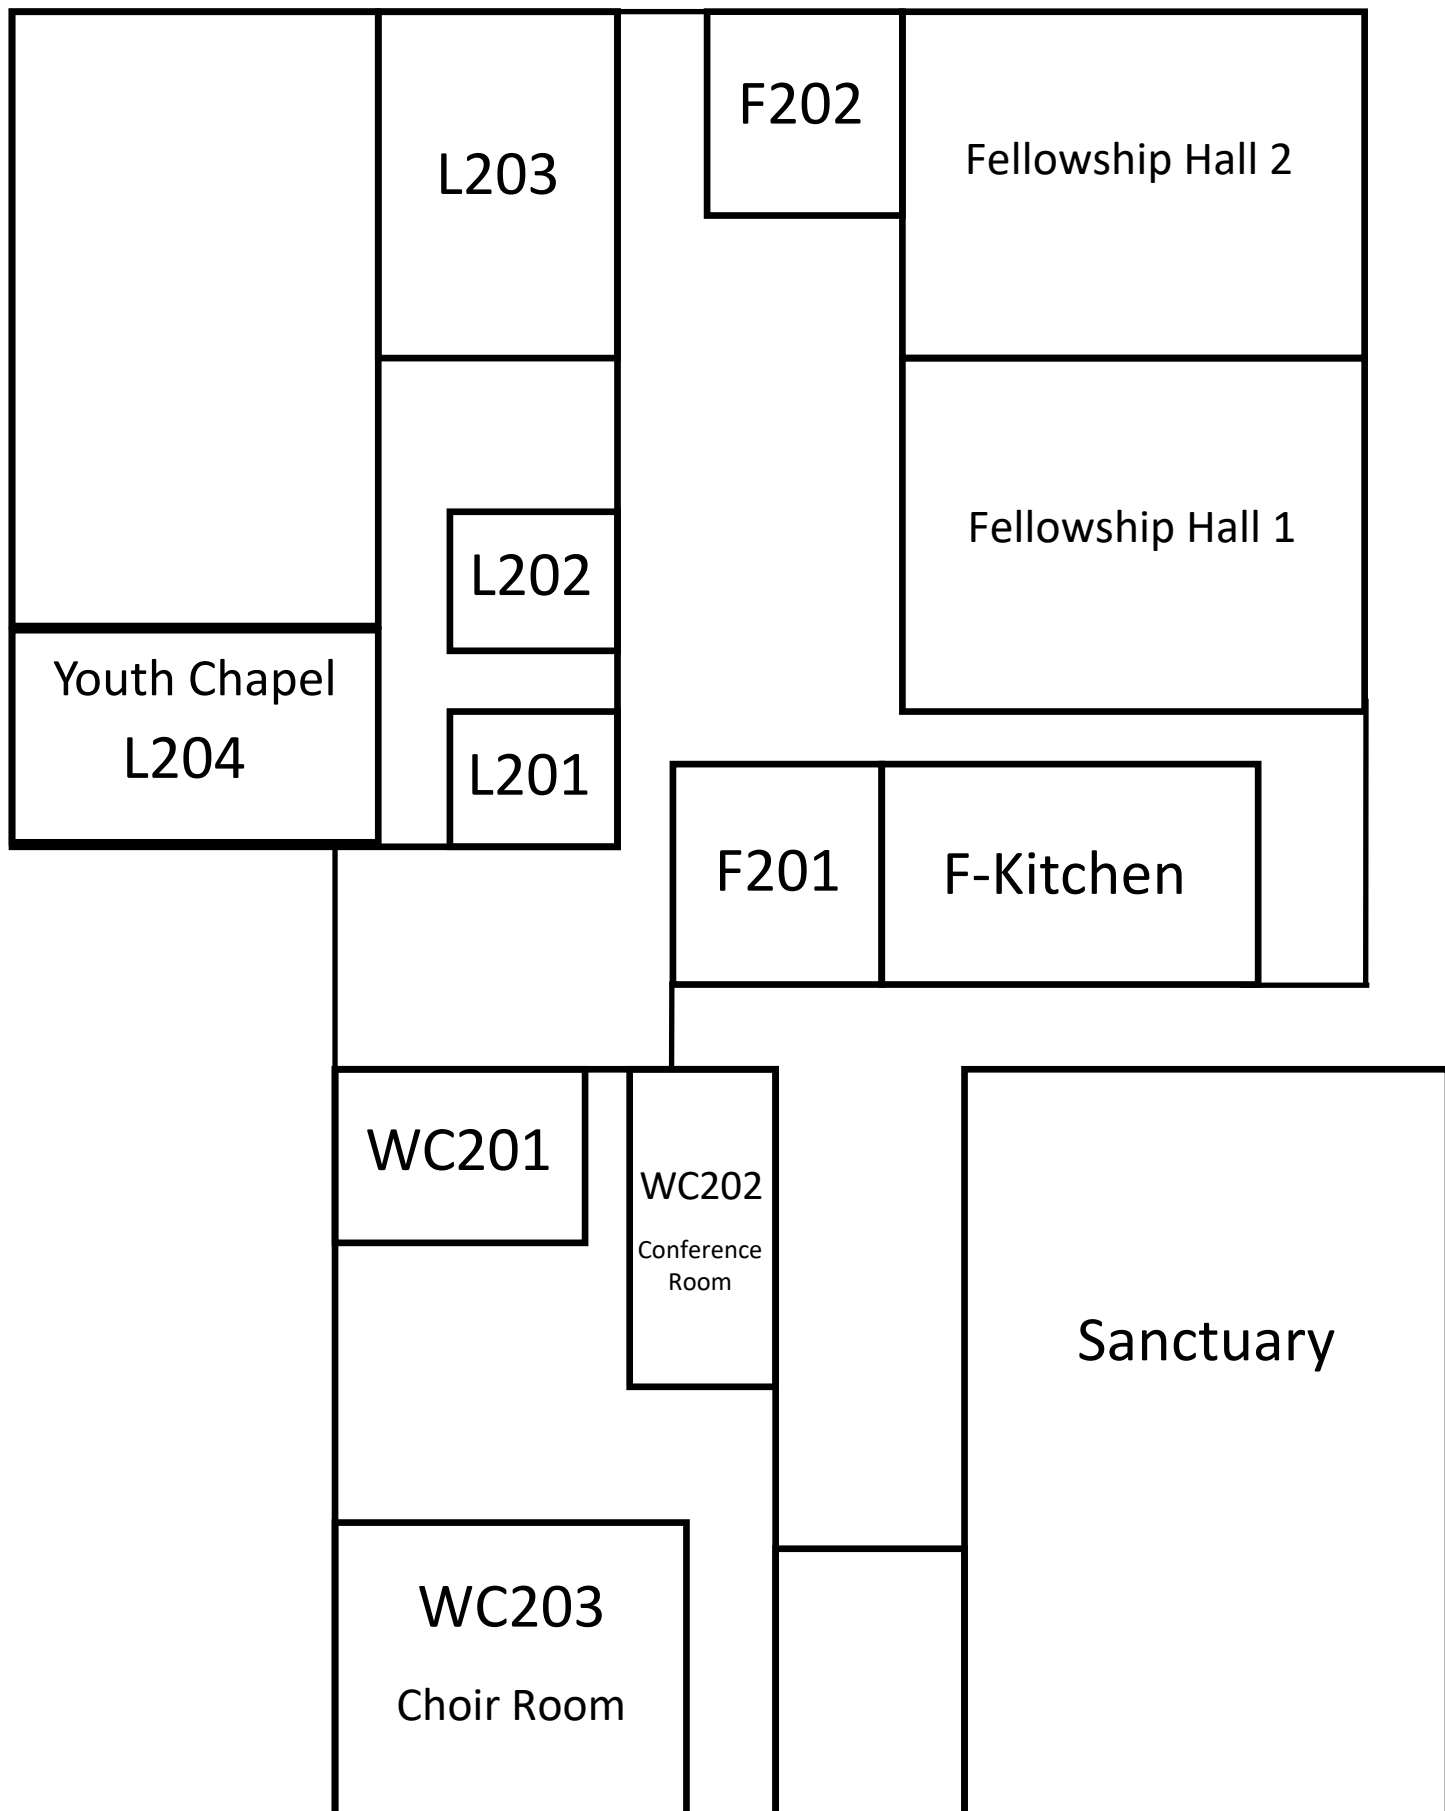 F202
Fellowship Hall 2
L203
Fellowship Hall 1
L202
Youth Chapel
L204
L201
F201
F-Kitchen
WC201
WC202
Conference
Room
Sanctuary
WC203
Choir Room